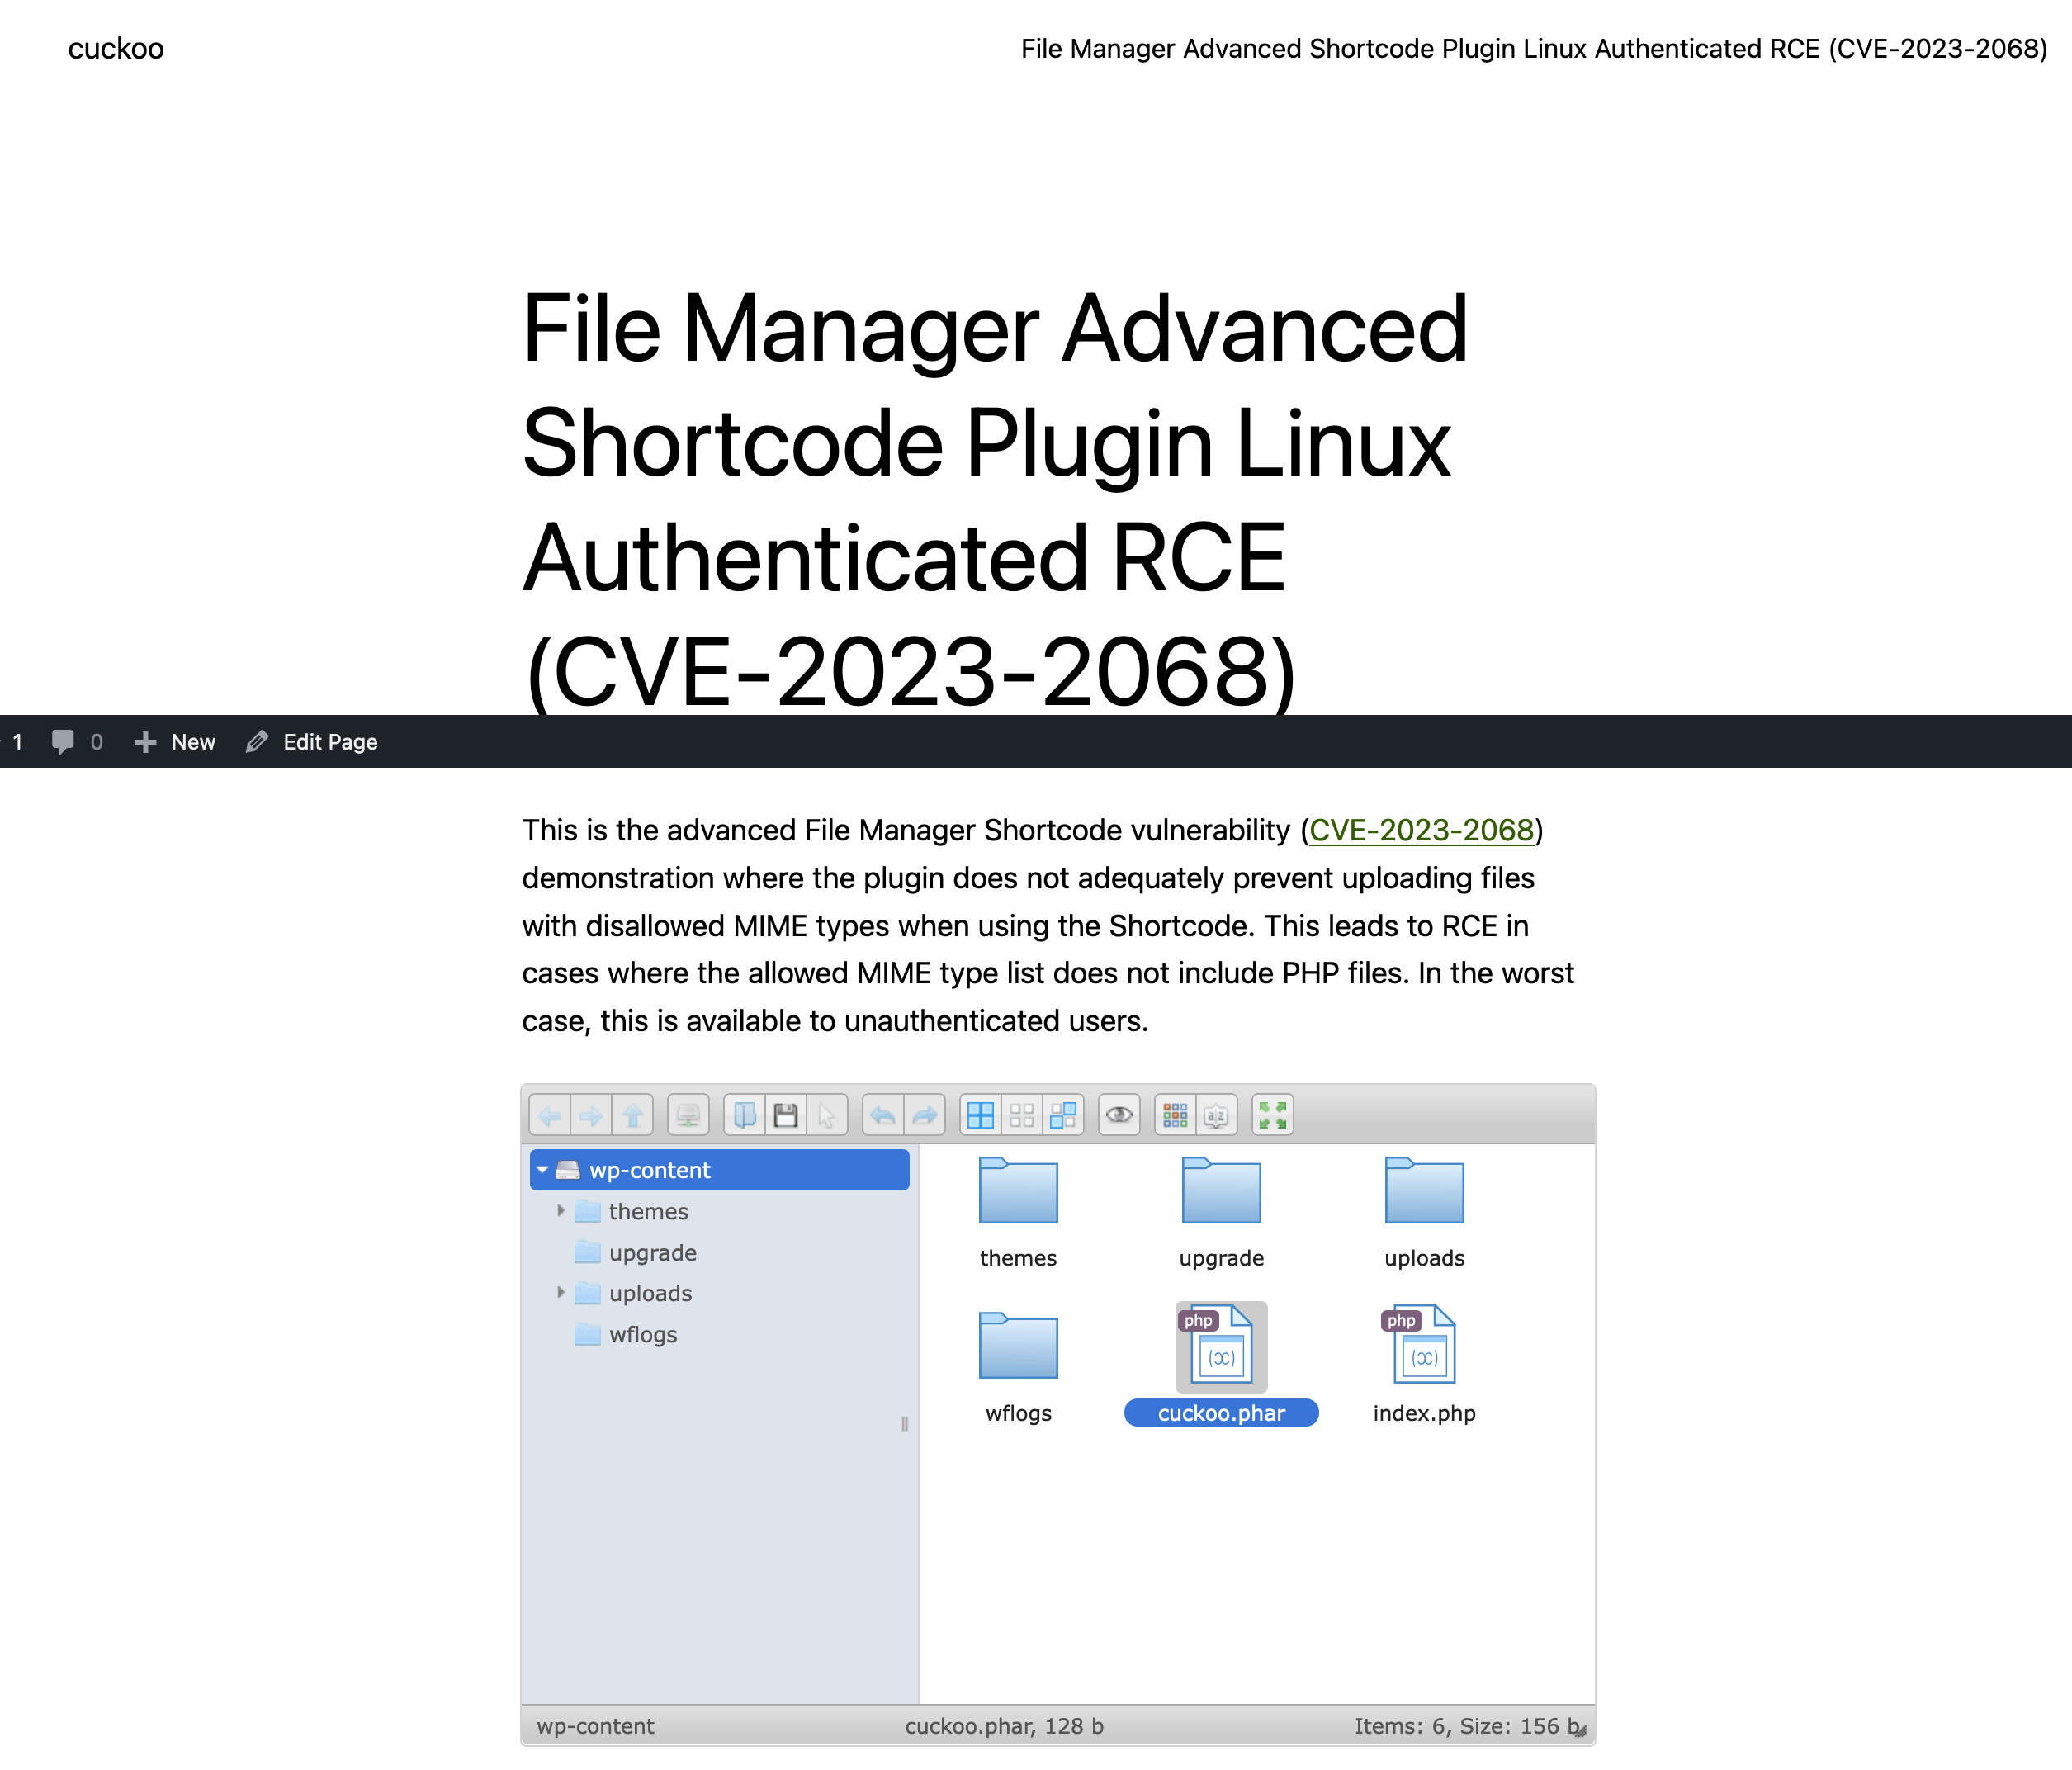 cuckoo
File Manager Advanced Shortcode Plugin Linux Authenticated RCE (CVE-2023-2068)
File Manager Advanced
Shortcode Plugin Linux
Authenticated RCE
(CVE-2023-2068)
1 0 New Edit Page
This is the advanced File Manager Shortcode vulnerability (CVE-2023-2068)
demonstration where the plugin does not adequately prevent uploading files
with disallowed MIME types when using the Shortcode. This leads to RCE in
cases where the allowed MIME type list does not include PHP files. In the worst
case, this is available to unauthenticated users.
a|z
wp-content
themes
upgrade
uploads
wflogs
themes
upgrade
uploads
wflogs
php
cuckoo.phar
php
index.php
wp-content
cuckoo.phar, 128 b
Items: 6, Size: 156 b